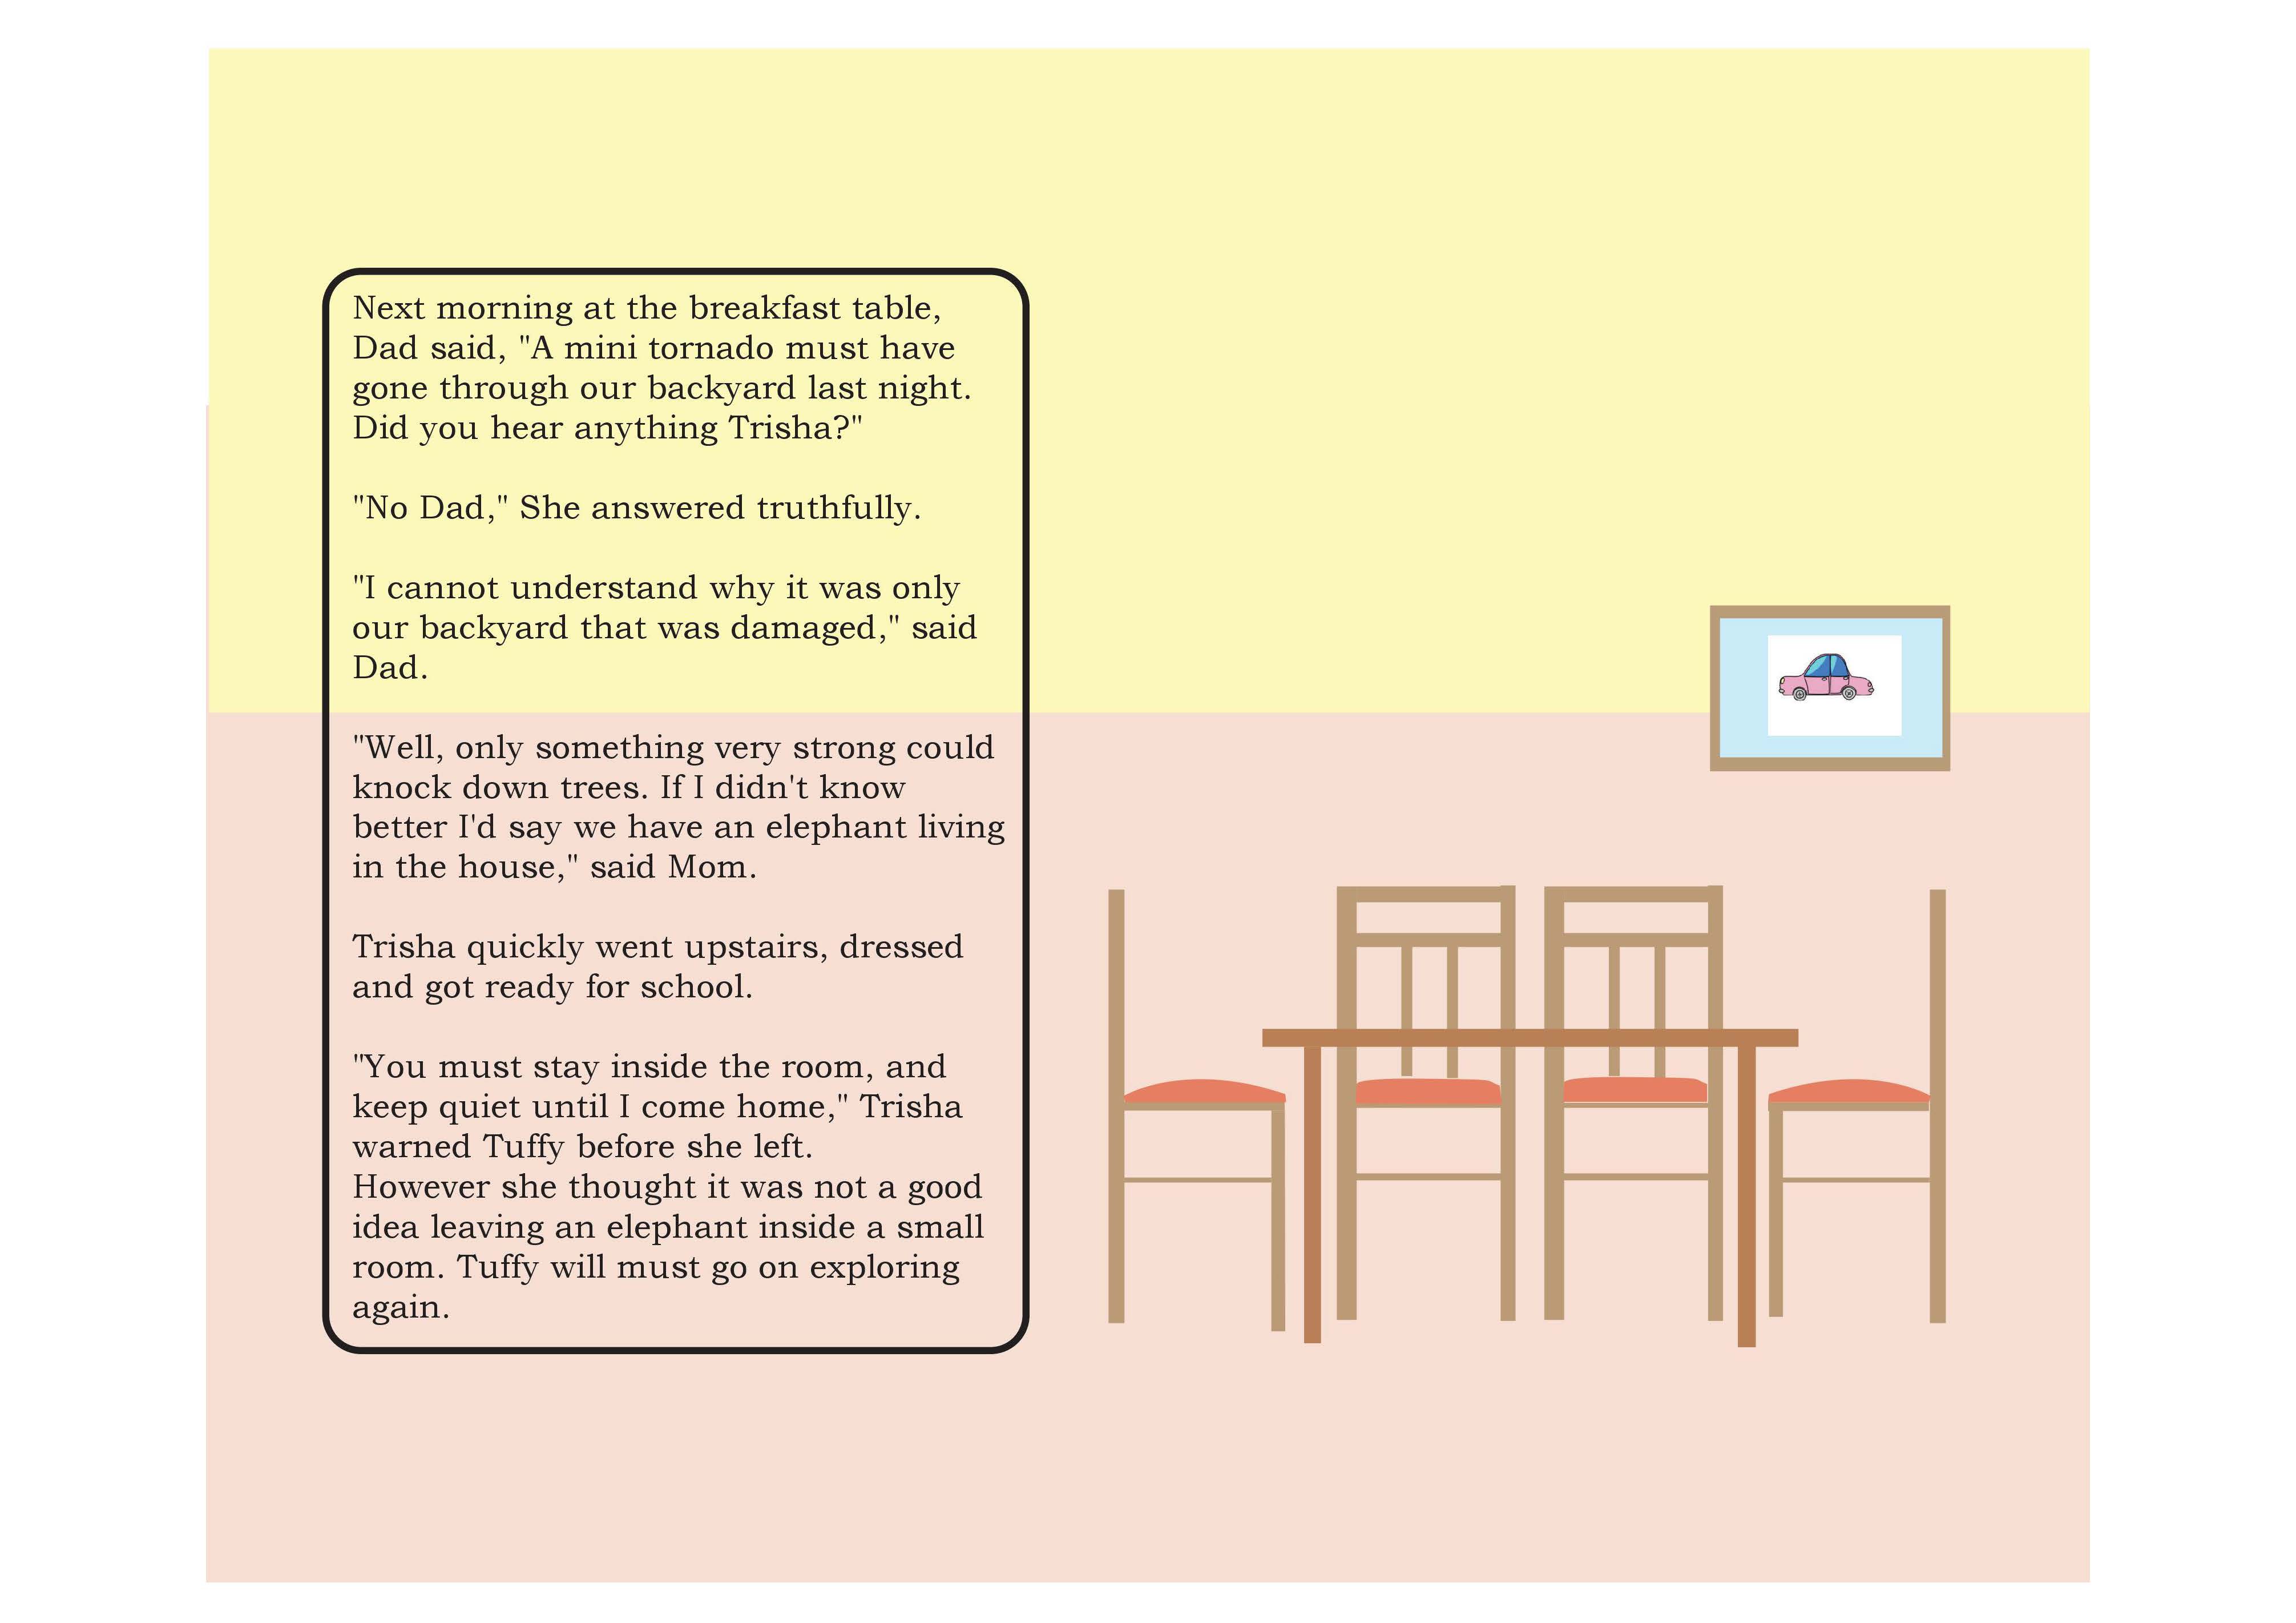 Next morning at the breakfast table,
Dad said, "A mini tornado must have
gone through our backyard last night.
Did you hear anything Trisha?"
"No Dad," She answered truthfully.
"I cannot understand why it was only
our backyard that was damaged," said
Dad.
"Well, only something very strong could
knock down trees. If I didn't know
better I'd say we have an elephant living
in the house," said Mom.
Trisha quickly went upstairs, dressed
and got ready for school.
"You must stay inside the room, and
keep quiet until I come home," Trisha
warned Tuffy before she left.
However she thought it was not a good
idea leaving an elephant inside a small
room. Tuffy will must go on exploring
again.